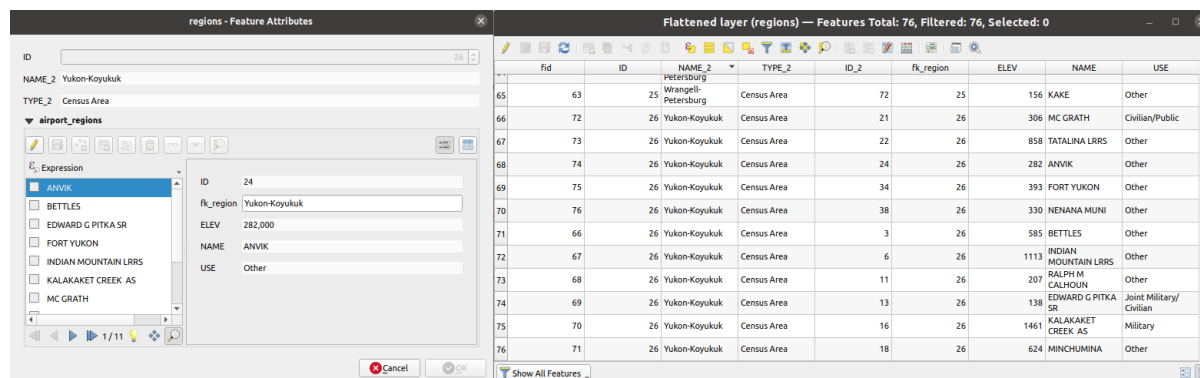 regions - Feature Attributes
ID 26
NAME_2 Yukon-Koyukuk
TYPE_2 Census Area
airport_regions
Expression
ANVIK
BETTLES
EDWARD G PITKA SR
FORT YUKON
INDIAN MOUNTAIN LRRS
KALAKAKET CREEK AS
MC GRATH
ID 24
fk_region Yukon-Koyukuk
ELEV 282,000
NAME ANVIK
USE Other
1 / 11
Cancel
OK
Flattened layer (regions) — Features Total: 76, Filtered: 76, Selected: 0
fid ID NAME_2 TYPE_2 ID_2 fk_region ELEV NAME USE
Petersburg
65 63 25 Wrangell-Petersburg Census Area 72 25 156 KAKE Other
66 72 26 Yukon-Koyukuk Census Area 21 26 306 MC GRATH Civilian/Public
67 73 26 Yukon-Koyukuk Census Area 22 26 858 TATALINA LRRS Other
68 74 26 Yukon-Koyukuk Census Area 24 26 282 ANVIK Other
69 75 26 Yukon-Koyukuk Census Area 34 26 393 FORT YUKON Other
70 76 26 Yukon-Koyukuk Census Area 38 26 330 NENANA MUNI Other
71 66 26 Yukon-Koyukuk Census Area 3 26 585 BETTLES Other
72 67 26 Yukon-Koyukuk Census Area 6 26 1113 INDIAN MOUNTAIN LRRS Other
73 68 26 Yukon-Koyukuk Census Area 11 26 207 RALPH M CALHOUN Other
74 69 26 Yukon-Koyukuk Census Area 13 26 138 EDWARD G PITKA SR Joint Military/Civilian
75 70 26 Yukon-Koyukuk Census Area 16 26 1461 KALAKAKET CREEK AS Military
76 71 26 Yukon-Koyukuk Census Area 18 26 624 MINCHUMINA Other
Show All Features